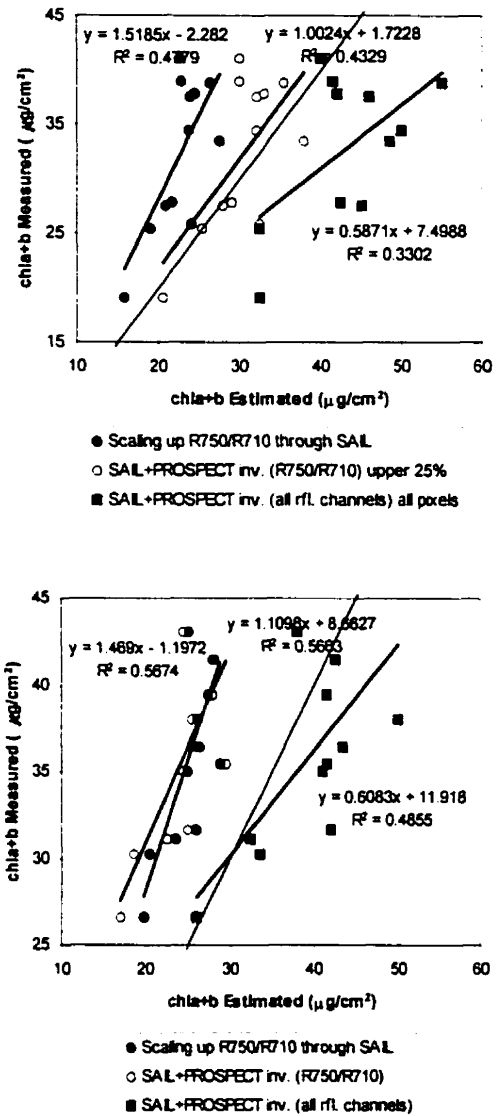 45
y = 1.5185x - 2.282
R² = 0.4779
y = 1.0024x + 1.7228
R² = 0.4329
35
25
15
y = 0.5871x + 7.4988
R² = 0.3302
chla+b Measured ( μg/cm²)
10 20 30 40 50 60
chla+b Estimated (μg/cm²)
● Scaling up R750/R710 through SAIL
○ SAIL+PROSPECT inv. (R750/R710) upper 25%
■ SAIL+PROSPECT inv. (all rfl. channels) all pixels
45
y = 1.469x - 1.1972
R² = 0.5674
y = 1.1098x + 8.6627
R² = 0.5663
40
35
y = 0.6083x + 11.918
R² = 0.4855
30
25
chla+b Measured ( μg/cm²)
10 20 30 40 50 60
chla+b Estimated (μg/cm²)
● Scaling up R750/R710 through SAIL
○ SAIL+PROSPECT inv. (R750/R710)
■ SAIL+PROSPECT inv. (all rfl. channels)